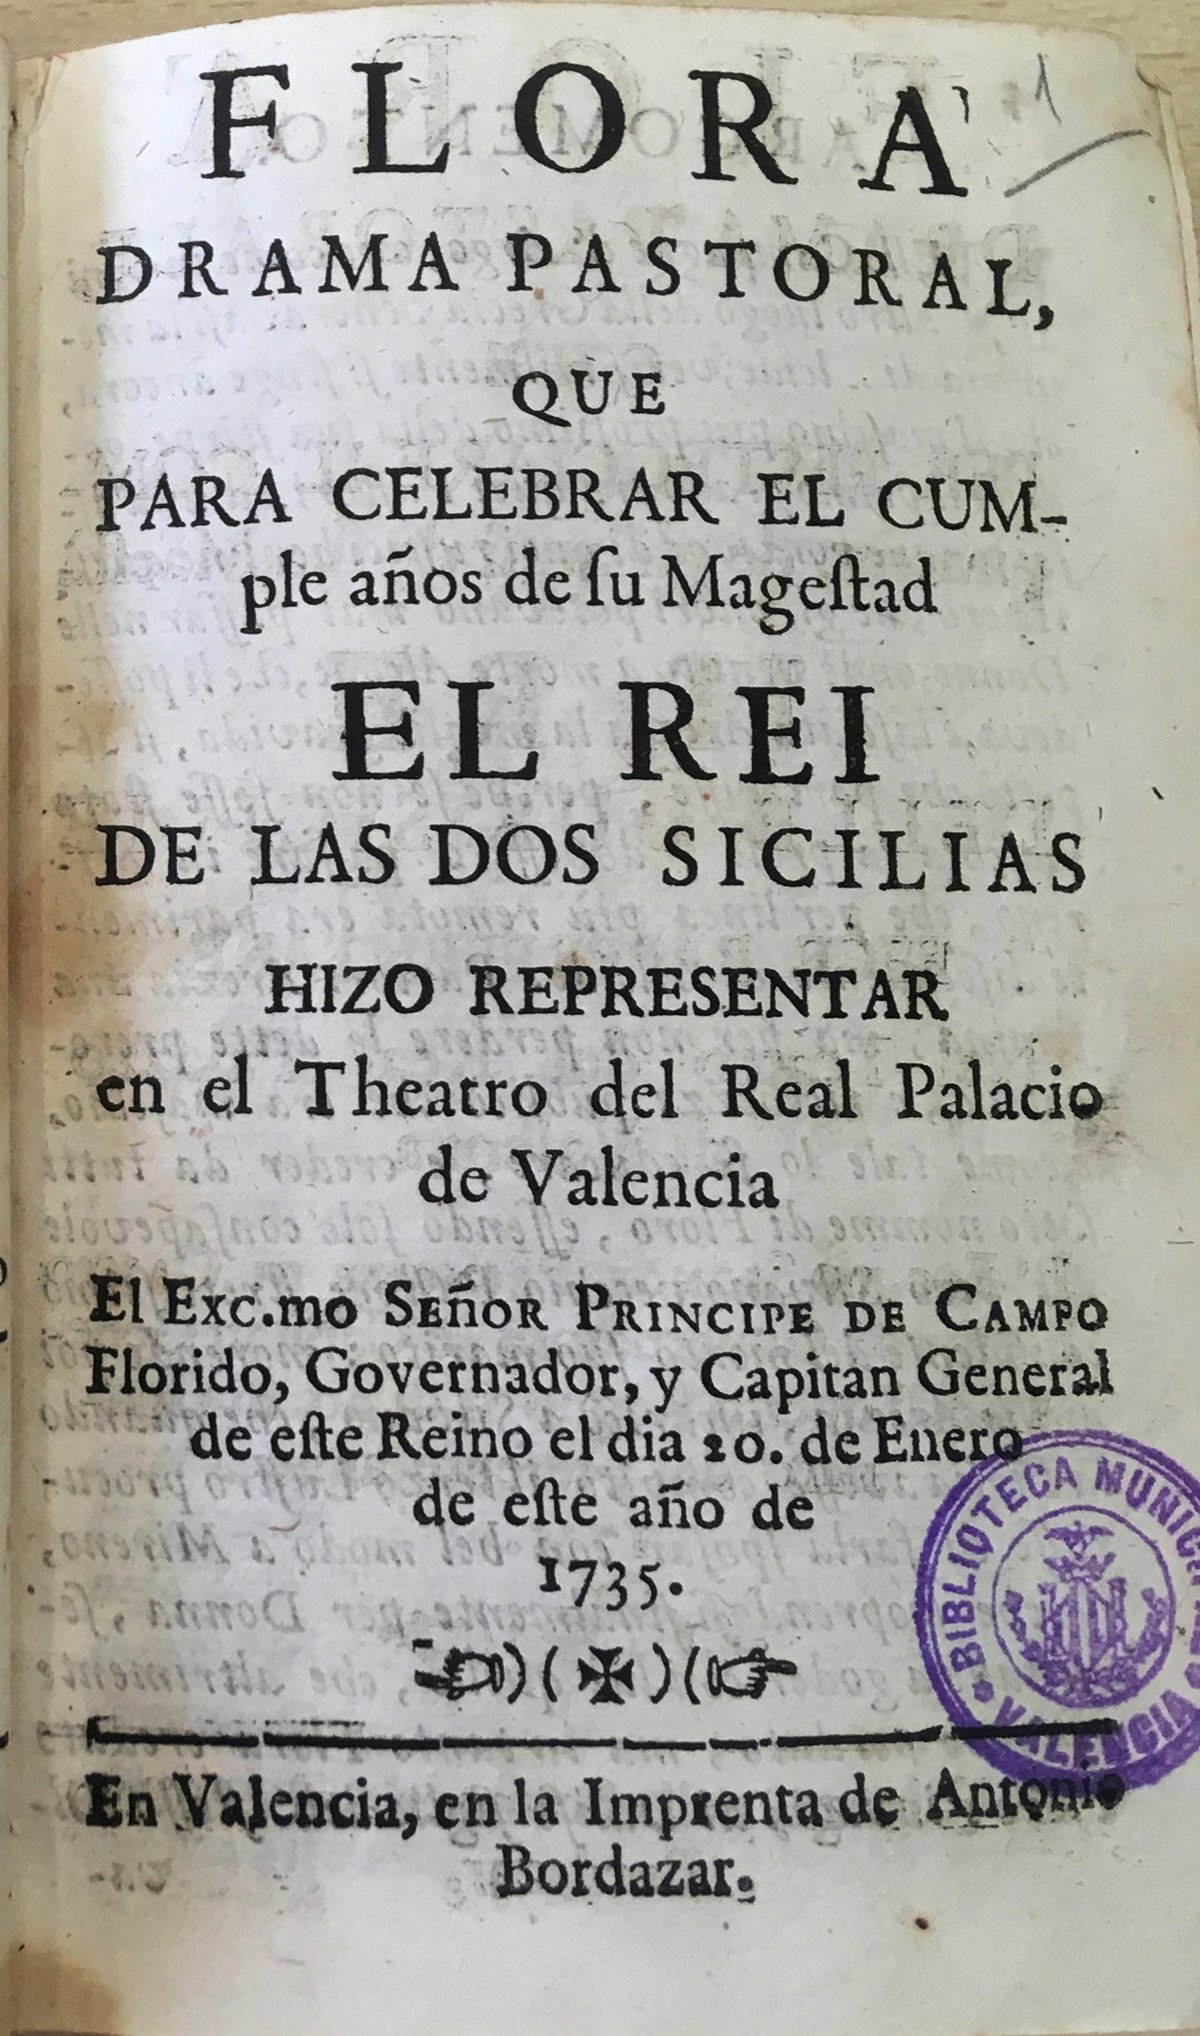 FLORA
DRAMA PASTORAL,
QUE
PARA CELEBRAR EL CUM-
ple años de ſu Mageſtad
EL REI
DE LAS DOS SICILIAS
HIZO REPRESENTAR
en el Theatro del Real Palacio
de Valencia
El Exc.mo Señor Principe de Campo
Florido, Governador, y Capitan General
de eſte Reino el dia 20. de Enero
de eſte año de
1735.
En Valencia, en la Imprenta de Antonio
Bordazar.
BIBLIOTECA MUNICI
VALENCIA